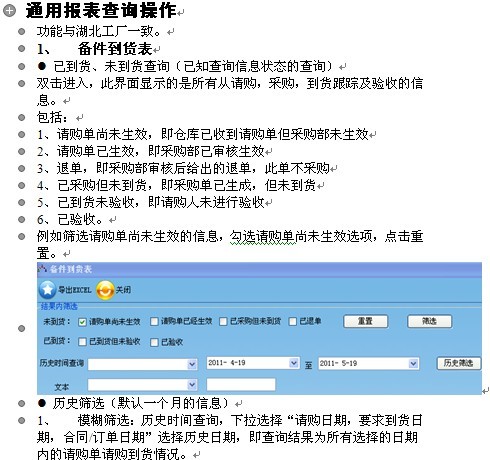 通用报表查询操作
功能与湖北工厂一致。
1、 备件到货表
● 已到货、未到货查询（已知查询信息状态的查询）
双击进入，此界面显示的是所有从请购，采购，到货跟踪及验收的信
息。
包括：
1、请购单尚未生效，即仓库已收到请购单但采购部未生效
2、请购单已生效，即采购部已审核生效
3、退单，即采购部审核后给出的退单，此单不采购
4、已采购但未到货，即采购单已生成，但未到货
5、已到货未验收，即请购人未进行验收
6、已验收。
例如筛选请购单尚未生效的信息，勾选请购单尚未生效选项，点击重
置。
备件到货表
导出EXCEL 关闭
结果内筛选
未到货： 请购单尚未生效 请购单已经生效 已采购但未到货 已退单 重置 筛选
已到货： 已到货但未验收 已验收
历史时间查询 2011- 4-19 至 2011- 5-19 历史筛选
文本
● 历史筛选（默认一个月的信息）
1、 模糊筛选：历史时间查询，下拉选择“请购日期，要求到货日
期，合同/订单日期”选择历史日期，即查询结果为所有选择的日期
内的请购单请购到货情况。